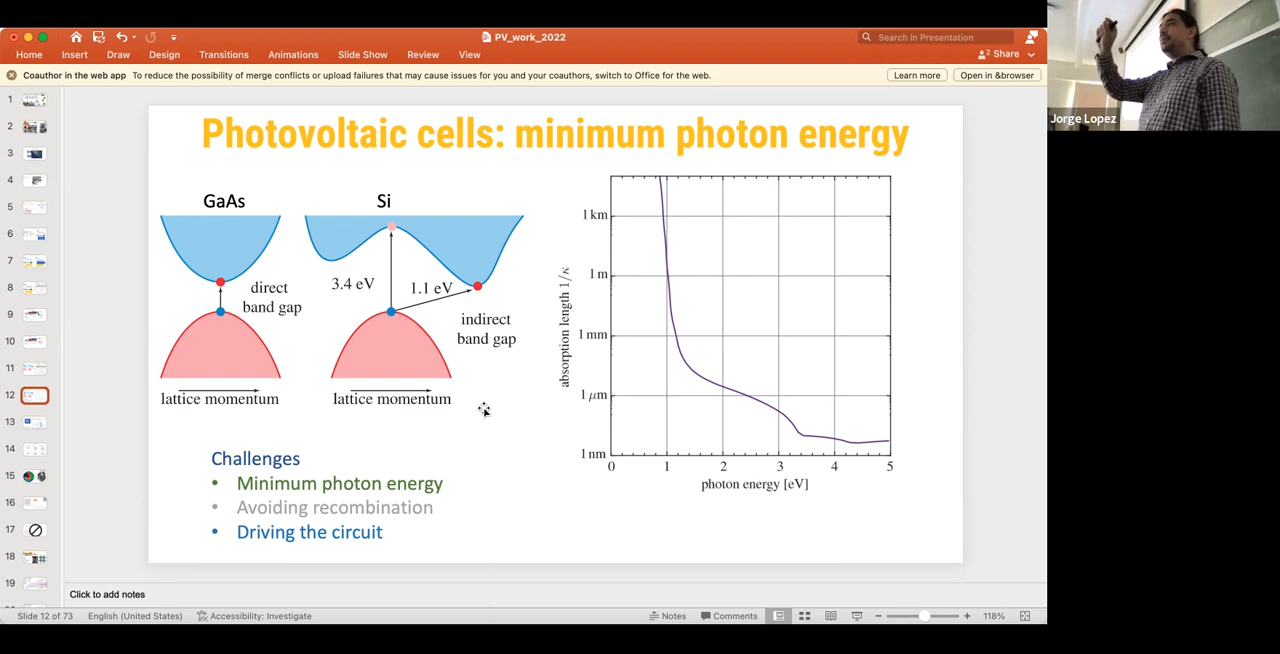 PV_work_2022
Search in Presentation
Home Insert Draw Design Transitions Animations Slide Show Review View
2 Share
Coauthor in the web app To reduce the possibility of merge conflicts or upload failures that may cause issues for you and your coauthors, switch to Office for the web.
Learn more
Open in &browser
Jorge Lopez
1
2
3
4
5
6
7
8
9
10
11
12
13
14
15
16
17
18
19
Photovoltaic cells: minimum photon energy
GaAs
Si
direct
band gap
3.4 eV
1.1 eV
indirect
band gap
lattice momentum
lattice momentum
absorption length 1/κ
1 km
1 m
1 mm
1 μm
1 nm
0 1 2 3 4 5
photon energy [eV]
Challenges
• Minimum photon energy
• Avoiding recombination
• Driving the circuit
Click to add notes
Slide 12 of 73 English (United States) Accessibility: Investigate Notes Comments 118%